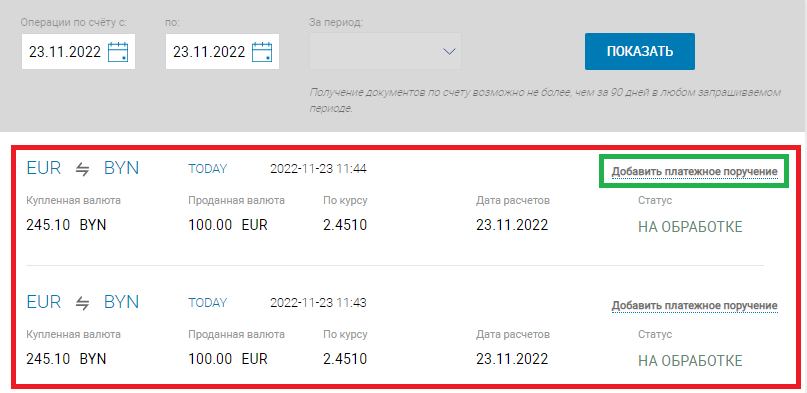 Операции по счёту с: по: За период:
23.11.2022 23.11.2022 ПОКАЗАТЬ
Получение документов по счету возможно не более, чем за 90 дней в любом запрашиваемом
периоде.
EUR ⇋ BYN TODAY 2022-11-23 11:44 Добавить платежное поручение
Купленная валюта Проданная валюта По курсу Дата расчетов Статус
245.10 BYN 100.00 EUR 2.4510 23.11.2022 НА ОБРАБОТКЕ
EUR ⇋ BYN TODAY 2022-11-23 11:43 Добавить платежное поручение
Купленная валюта Проданная валюта По курсу Дата расчетов Статус
245.10 BYN 100.00 EUR 2.4510 23.11.2022 НА ОБРАБОТКЕ